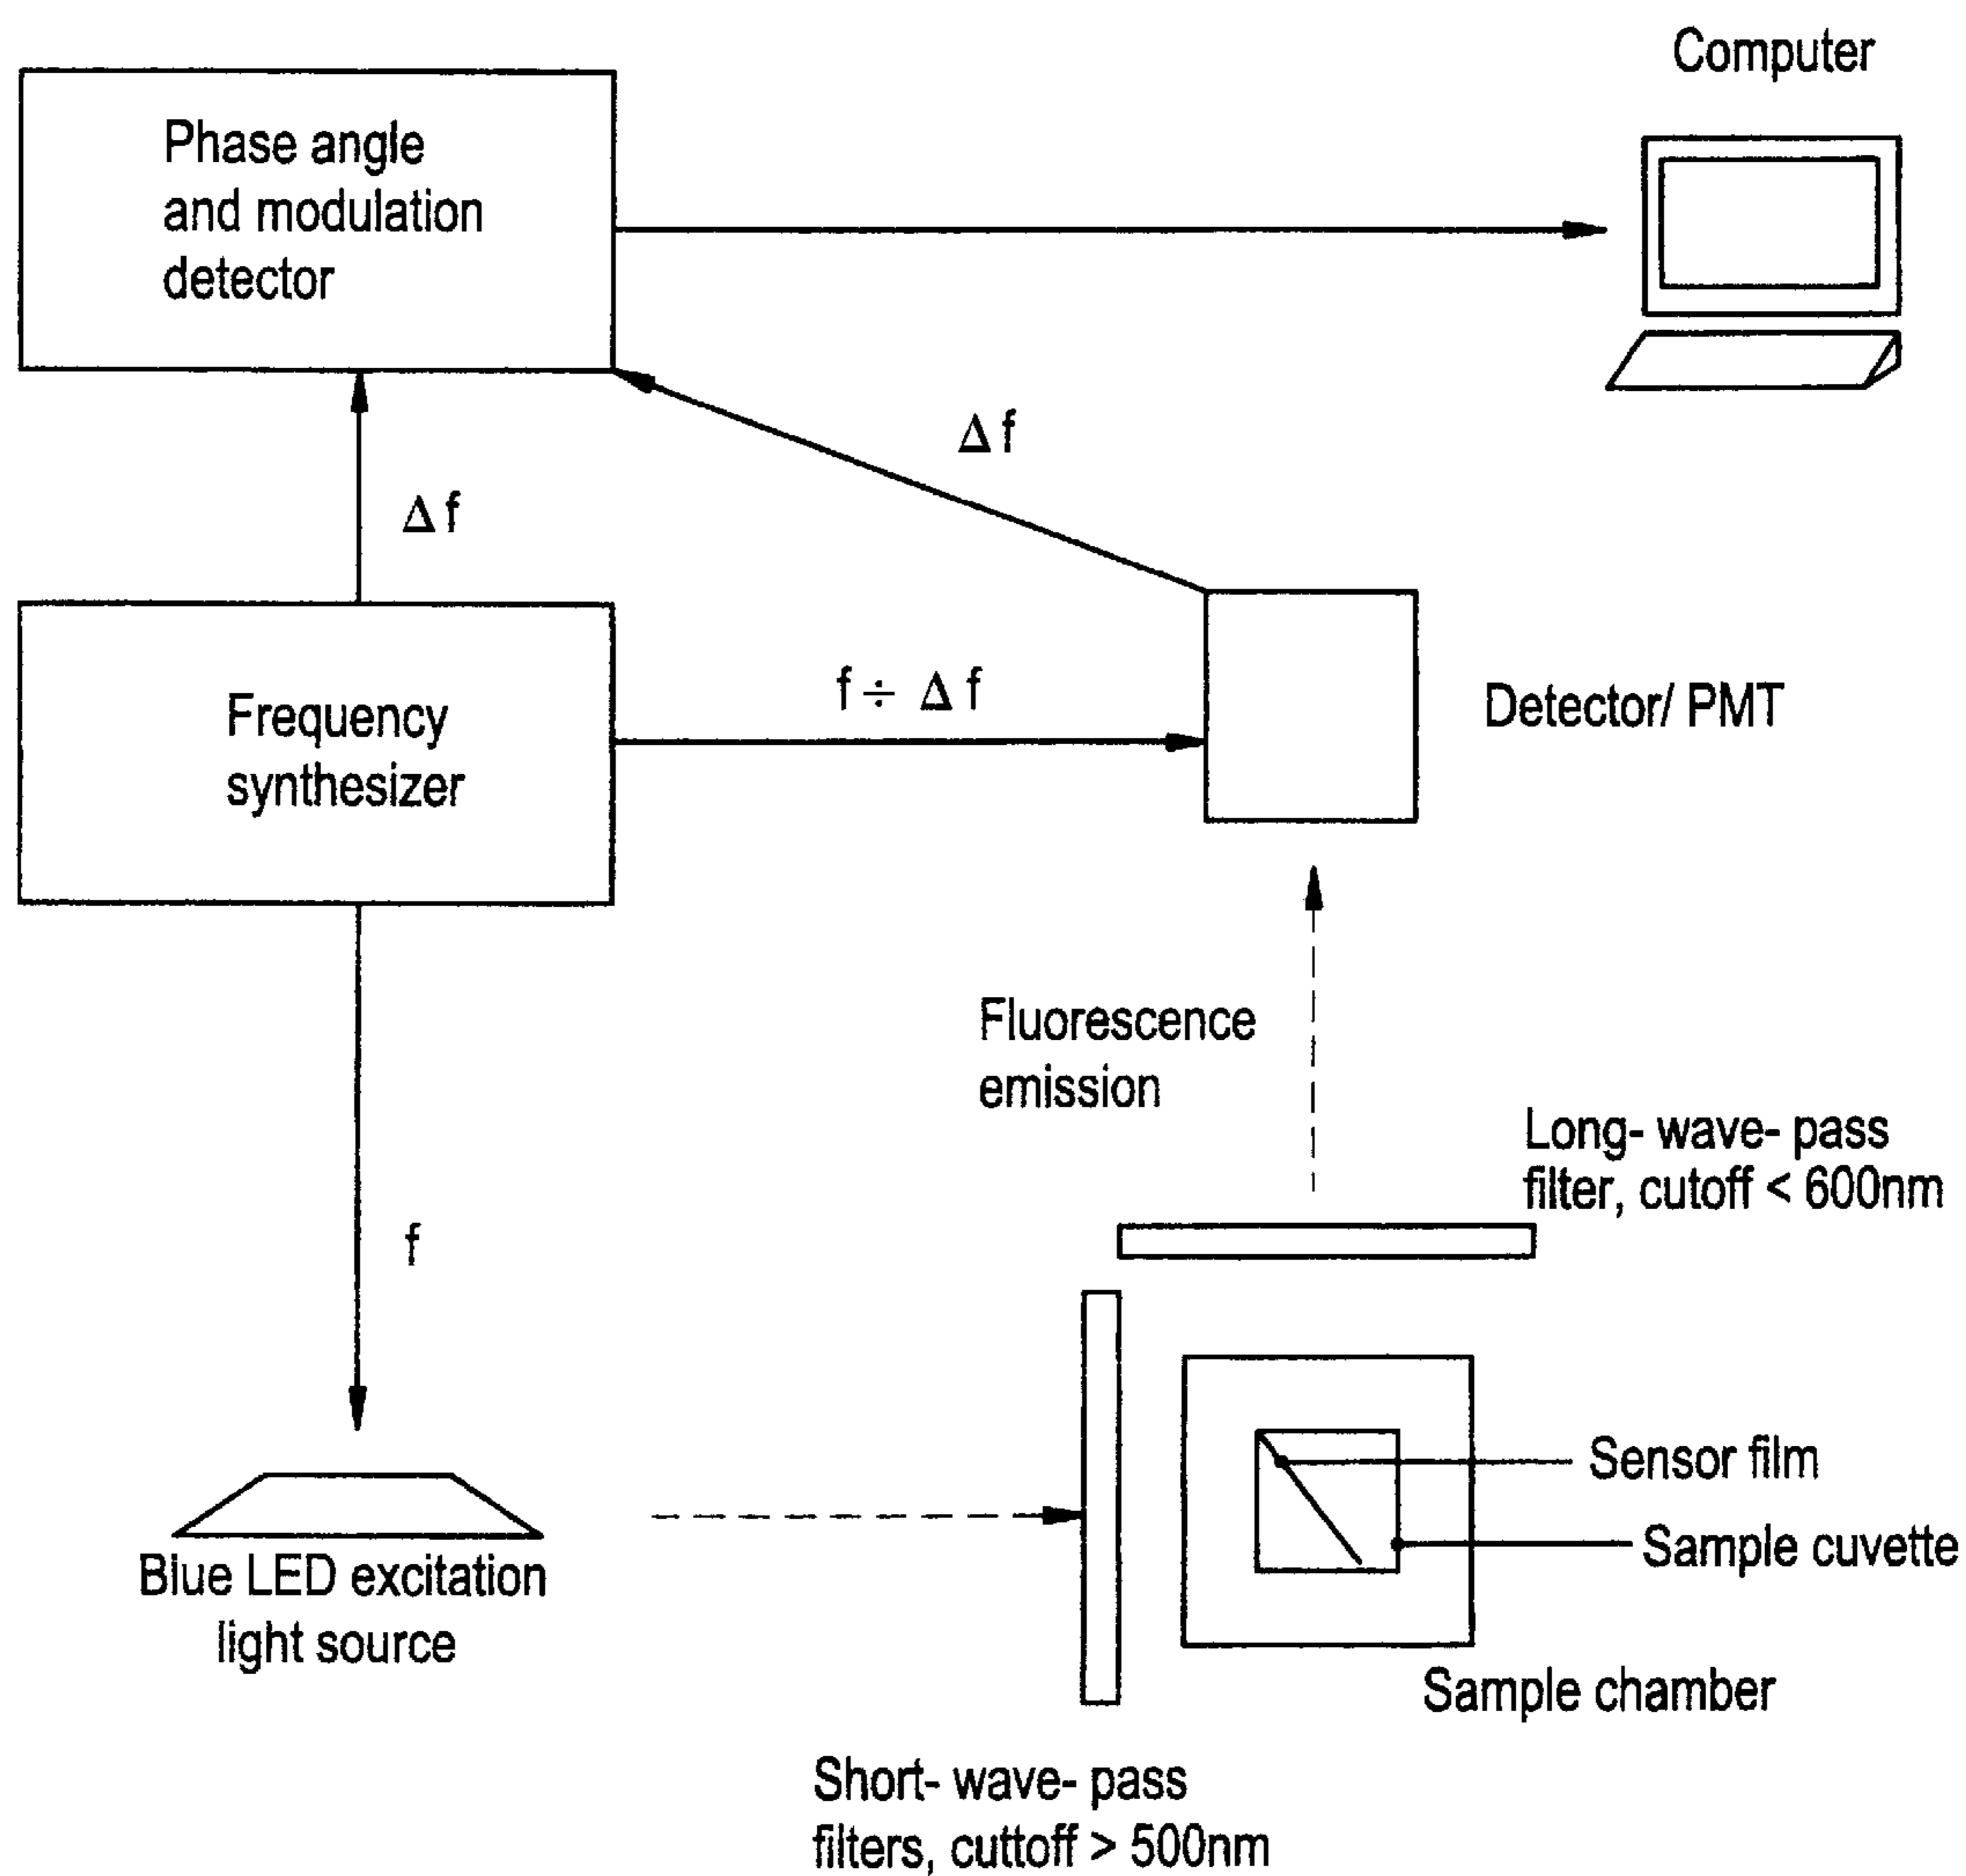 Computer
Phase angle
and modulation
detector
Δ f
Δ f
Frequency
synthesizer
f ÷ Δ f
Detector/ PMT
Fluorescence
emission
Long- wave- pass
filter, cutoff < 600nm
f
Sensor film
Sample cuvette
Blue LED excitation
light source
Sample chamber
Short- wave- pass
filters, cuttoff > 500nm